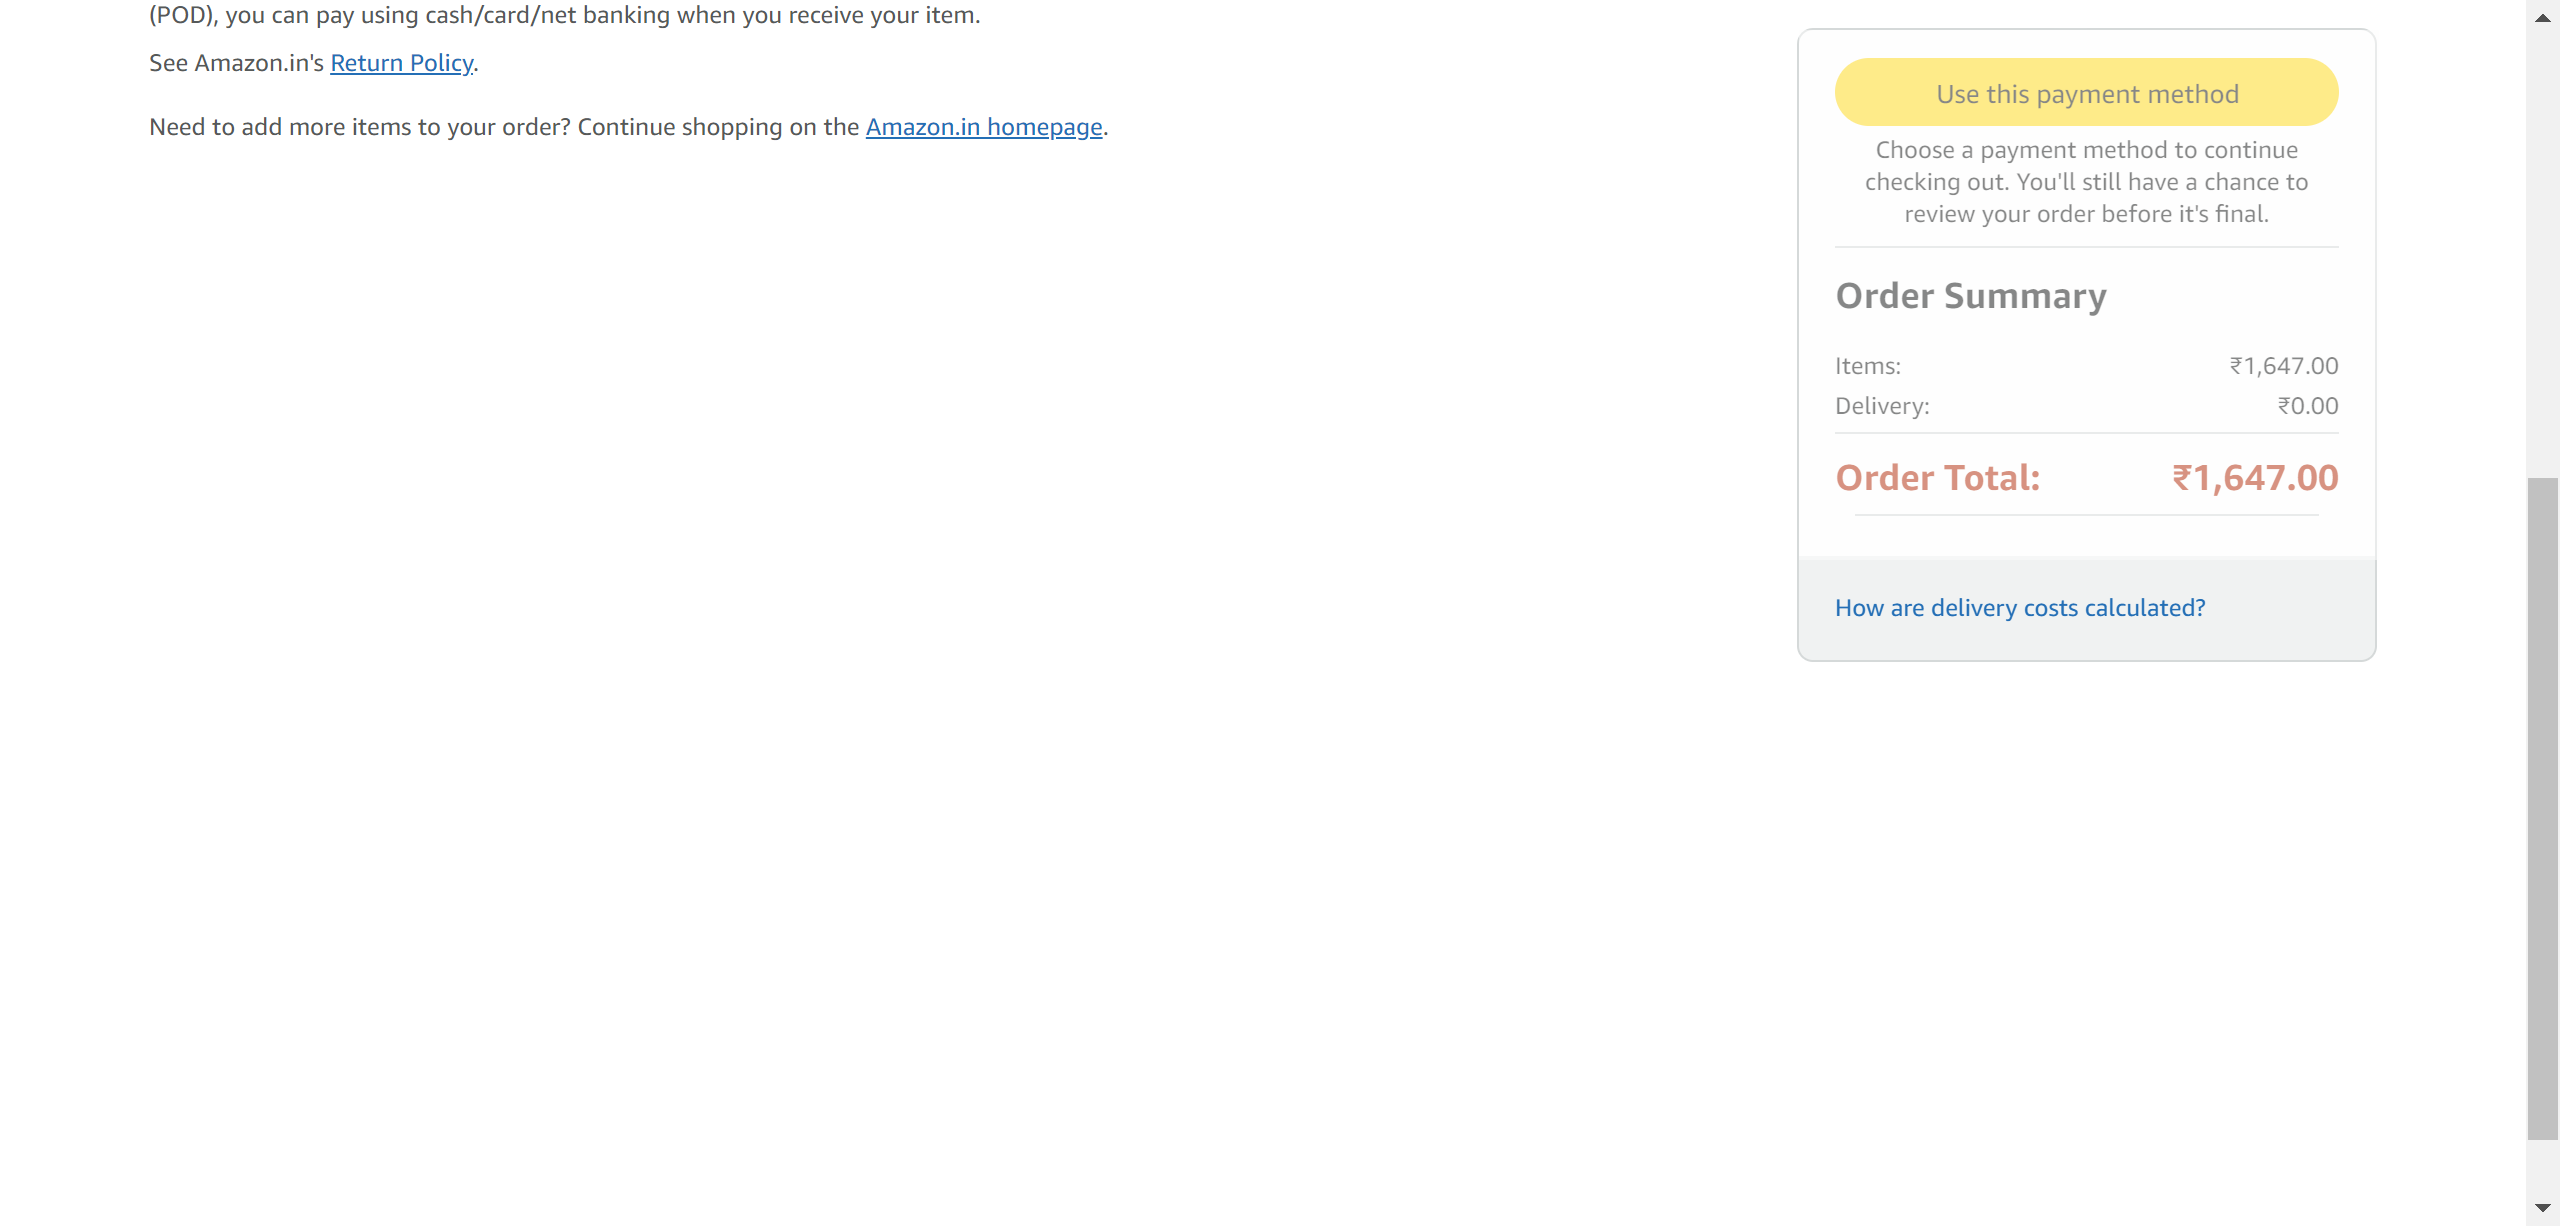 (POD), you can pay using cash/card/net banking when you receive your item.
See Amazon.in's Return Policy.
Need to add more items to your order? Continue shopping on the Amazon.in homepage.
Use this payment method
Choose a payment method to continue
checking out. You'll still have a chance to
review your order before it's final.
Order Summary
Items: ₹1,647.00
Delivery: ₹0.00
Order Total: ₹1,647.00
How are delivery costs calculated?